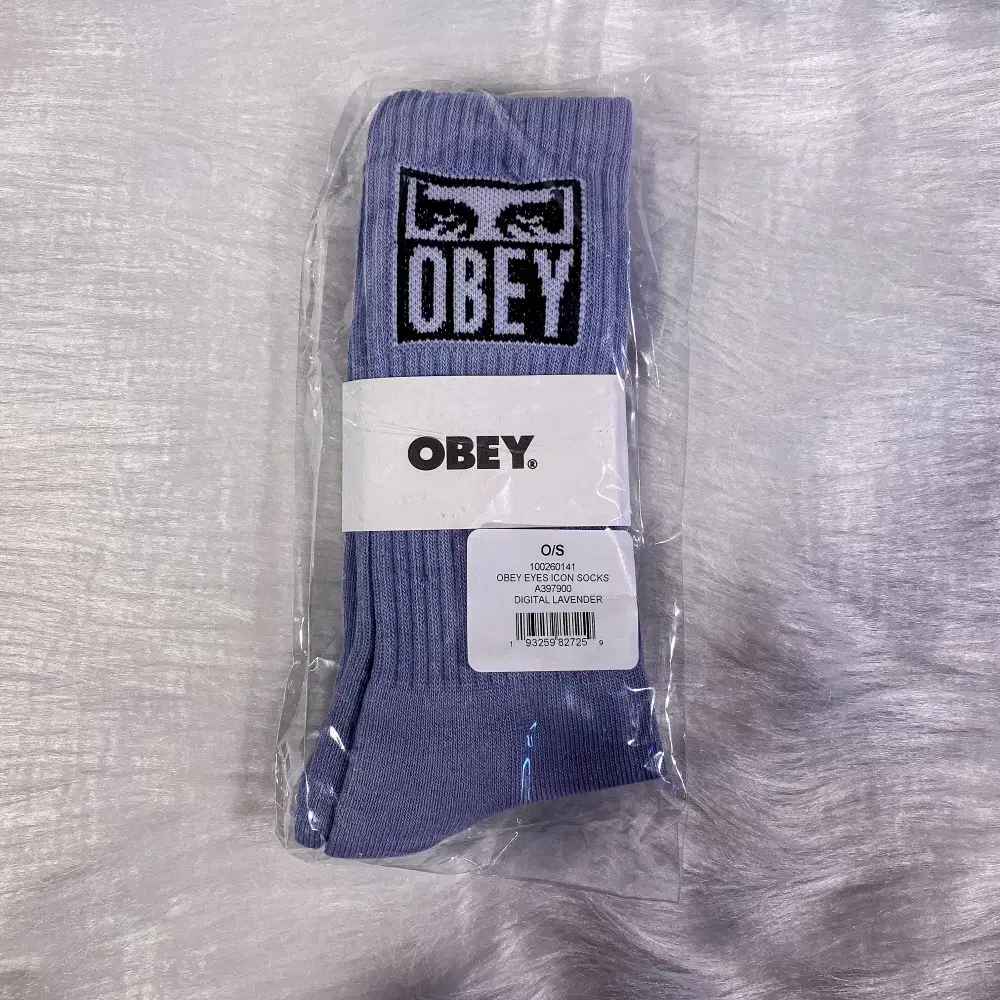 OBEY
OBEY®
O/S
100260141
OBEY EYES ICON SOCKS
A397900
DIGITAL LAVENDER
1 93259 82725 9